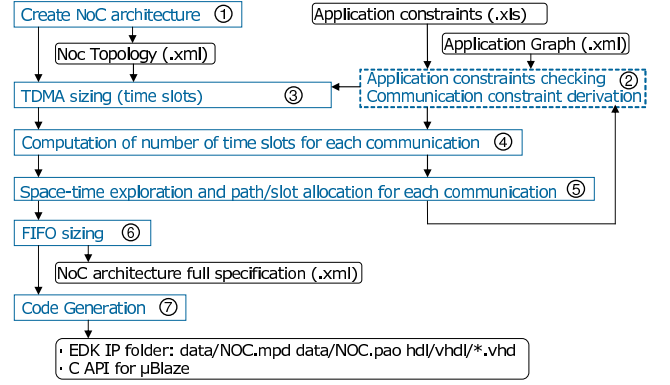 Create NoC architecture ①
Application constraints (.xls)
Noc Topology (.xml)
Application Graph (.xml)
Application constraints checking ②
Communication constraint derivation
TDMA sizing (time slots) ③
Computation of number of time slots for each communication ④
Space-time exploration and path/slot allocation for each communication ⑤
FIFO sizing ⑥
NoC architecture full specification (.xml)
Code Generation ⑦
· EDK IP folder: data/NOC.mpd data/NOC.pao hdl/vhdl/*.vhd
· C API for µBlaze